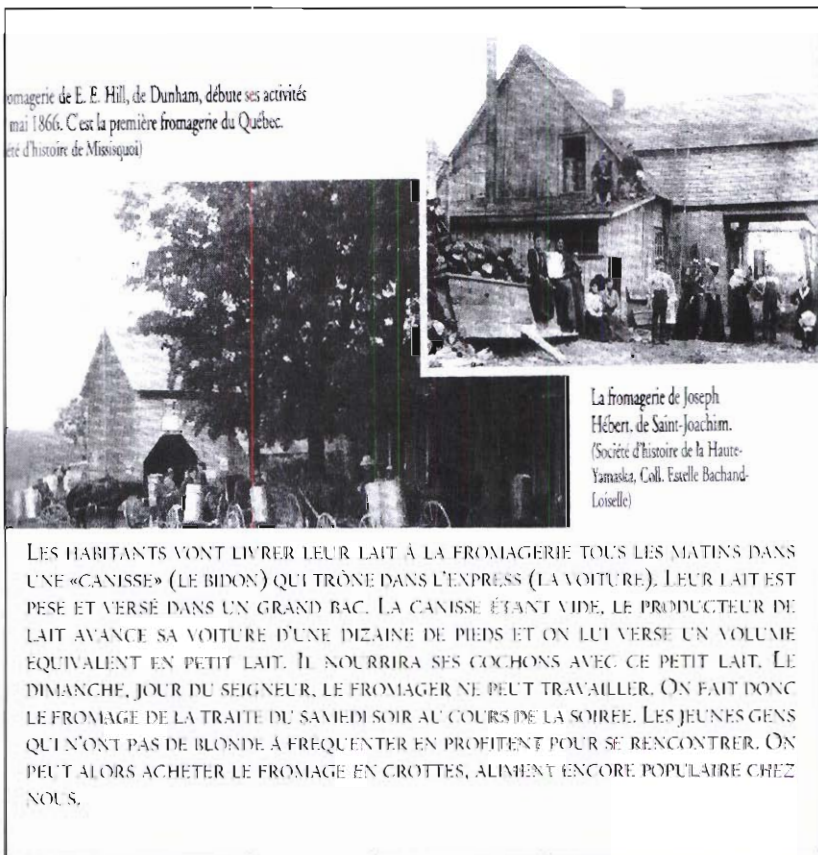 omagerie de E. E. Hill, de Dunham, débute ses activités
mai 1866. C'est la première fromagerie du Québec.
été d'histoire de Missisquoi)
La fromagerie de Joseph
Hébert, de Saint-Joachim.
(Société d'histoire de la Haute-
Yamaska, Coll. Estelle Bachand-
Loiselle)
LES HABITANTS VONT LIVRER LEUR LAIT À LA FROMAGERIE TOUS LES MATINS DANS
UNE «CANISSE» (LE BIDON) QUI TRÔNE DANS L'EXPRESS (LA VOITURE). LEUR LAIT EST
PESÉ ET VERSÉ DANS UN GRAND BAC. LA CANISSE ÉTANT VIDE, LE PRODUCTEUR DE
LAIT AVANCE SA VOITURE D'UNE DIZAINE DE PIEDS ET ON LUI VERSE UN VOLUME
ÉQUIVALENT EN PETIT LAIT. IL NOURRIRA SES COCHONS AVEC CE PETIT LAIT. LE
DIMANCHE, JOUR DU SEIGNEUR, LE FROMAGER NE PEUT TRAVAILLER. ON FAIT DONC
LE FROMAGE DE LA TRAITE DU SAMEDI SOIR AU COURS DE LA SOIRÉE. LES JEUNES GENS
QUI N'ONT PAS DE BLONDE À FRÉQUENTER EN PROFITENT POUR SE RENCONTRER. ON
PEUT ALORS ACHETER LE FROMAGE EN CROTTES, ALIMENT ENCORE POPULAIRE CHEZ
NOUS.